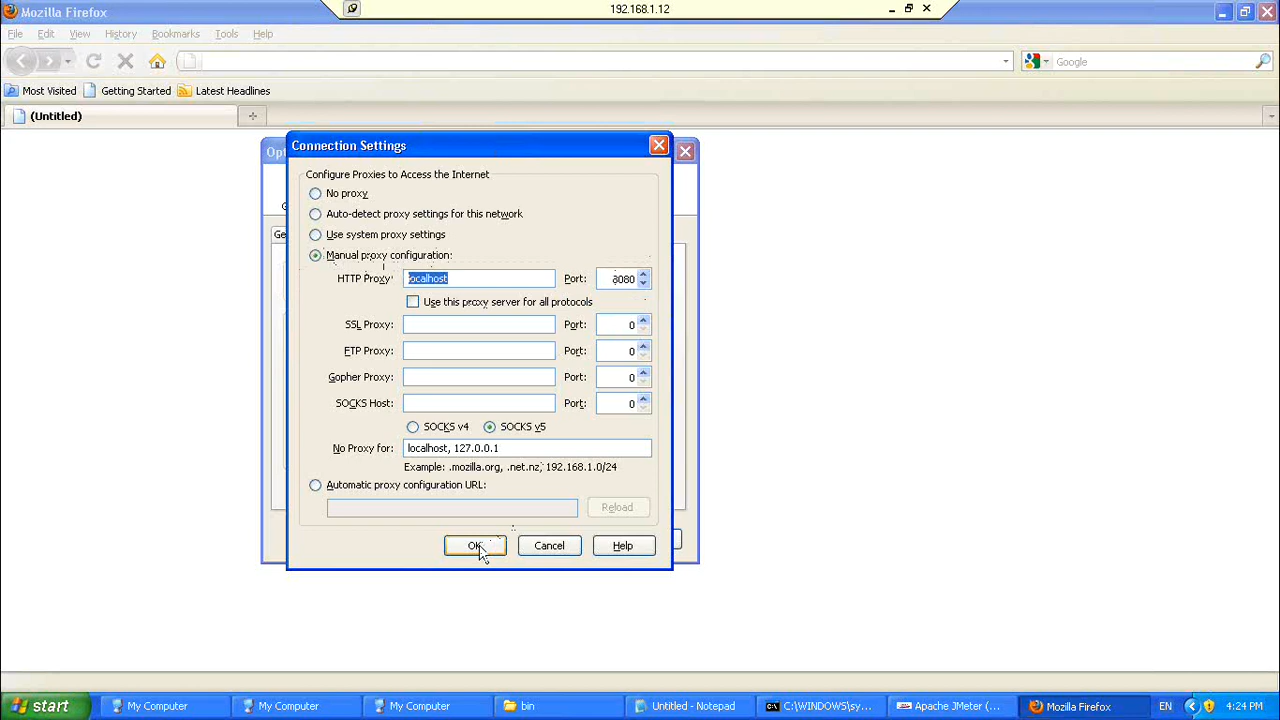 192.168.1.12
Mozilla Firefox
File Edit View History Bookmarks Tools Help
Google
Most Visited Getting Started Latest Headlines
(Untitled)
Connection Settings
Configure Proxies to Access the Internet
No proxy
Auto-detect proxy settings for this network
Use system proxy settings
Manual proxy configuration:
HTTP Proxy: localhost Port: 8080
Use this proxy server for all protocols
SSL Proxy: Port: 0
FTP Proxy: Port: 0
Gopher Proxy: Port: 0
SOCKS Host: Port: 0
SOCKS v4 SOCKS v5
No Proxy for: localhost, 127.0.0.1
Example: .mozilla.org, .net.nz, 192.168.1.0/24
Automatic proxy configuration URL:
Reload
OK Cancel Help
start My Computer My Computer My Computer bin Untitled - Notepad C:\WINDOWS\sy... Apache JMeter (... Mozilla Firefox EN 4:24 PM